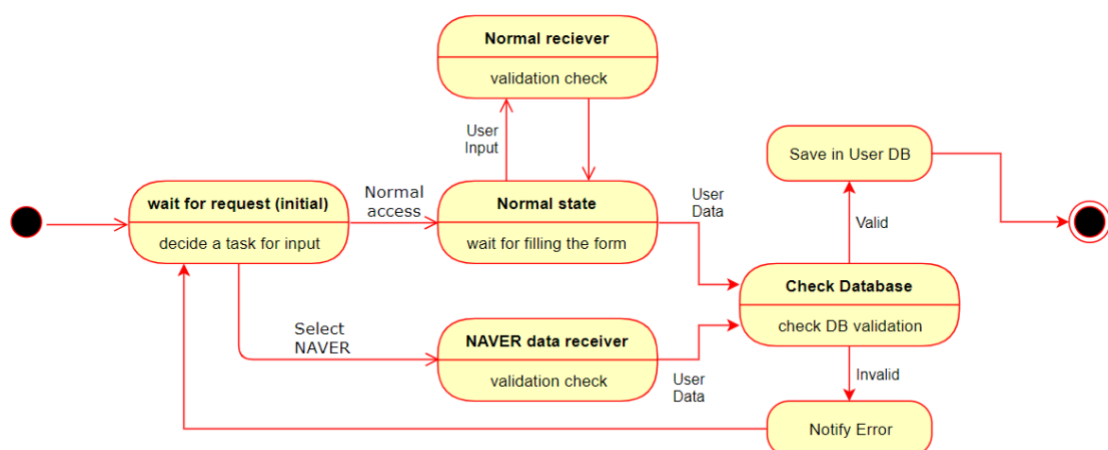 Normal reciever
validation check
User
Input
Save in User DB
wait for request (initial)
decide a task for input
Normal
access
Normal state
wait for filling the form
User
Data
Valid
Check Database
check DB validation
Select
NAVER
NAVER data receiver
validation check
User
Data
Invalid
Notify Error